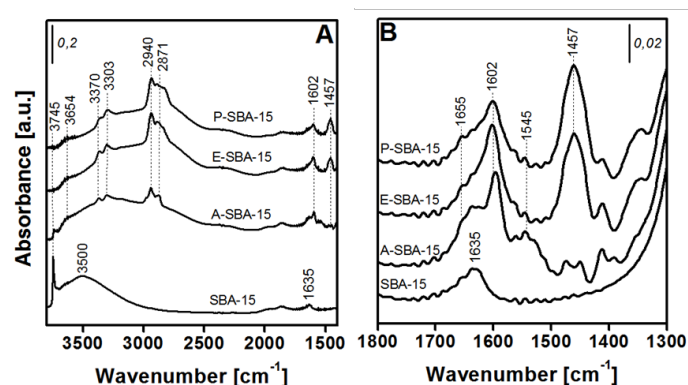 0,2
A
3745
3654
3370
3303
2940
2871
1602
1457
P-SBA-15
E-SBA-15
A-SBA-15
3500
SBA-15
1635
3500 3000 2500 2000 1500
Wavenumber [cm-1]
Absorbance [a.u.]
B
0,02
1655
1602
1545
1457
P-SBA-15
E-SBA-15
A-SBA-15
1635
SBA-15
1800 1700 1600 1500 1400 1300
Wavenumber [cm-1]